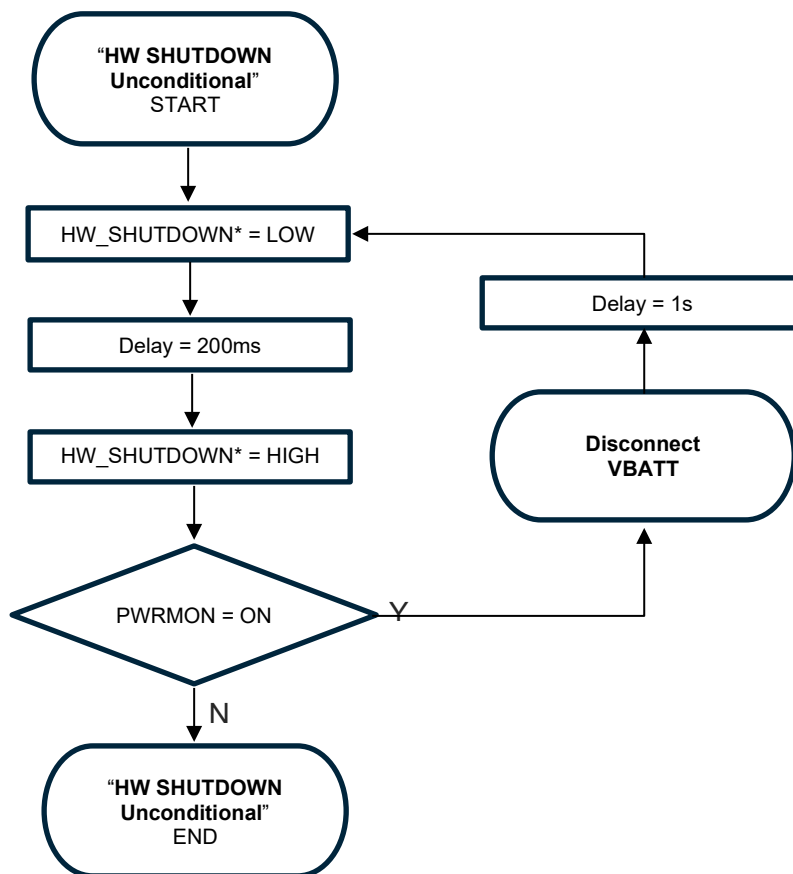 “HW SHUTDOWN
Unconditional”
START
HW_SHUTDOWN* = LOW
Delay = 200ms
HW_SHUTDOWN* = HIGH
PWRMON = ON
Y
N
“HW SHUTDOWN
Unconditional”
END
Disconnect
VBATT
Delay = 1s